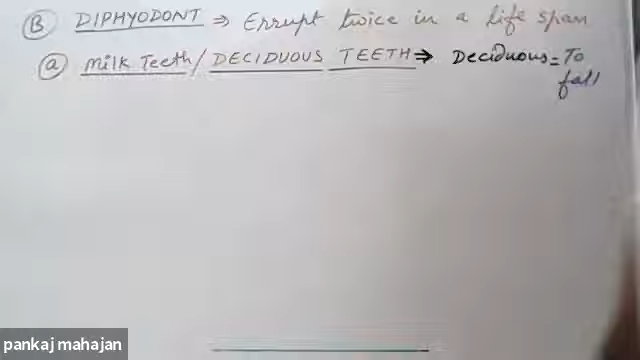 (B) DIPHYODONT ⇒ Errupt twice in a life span
(a) Milk Teeth / DECIDUOUS TEETH ⇒ Deciduous = To
fall
pankaj mahajan